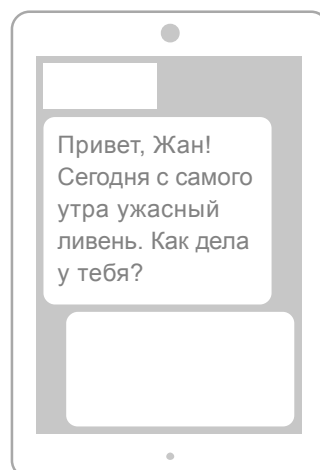 Привет, Жан!
Сегодня с самого
утра ужасный
ливень. Как дела
у тебя?